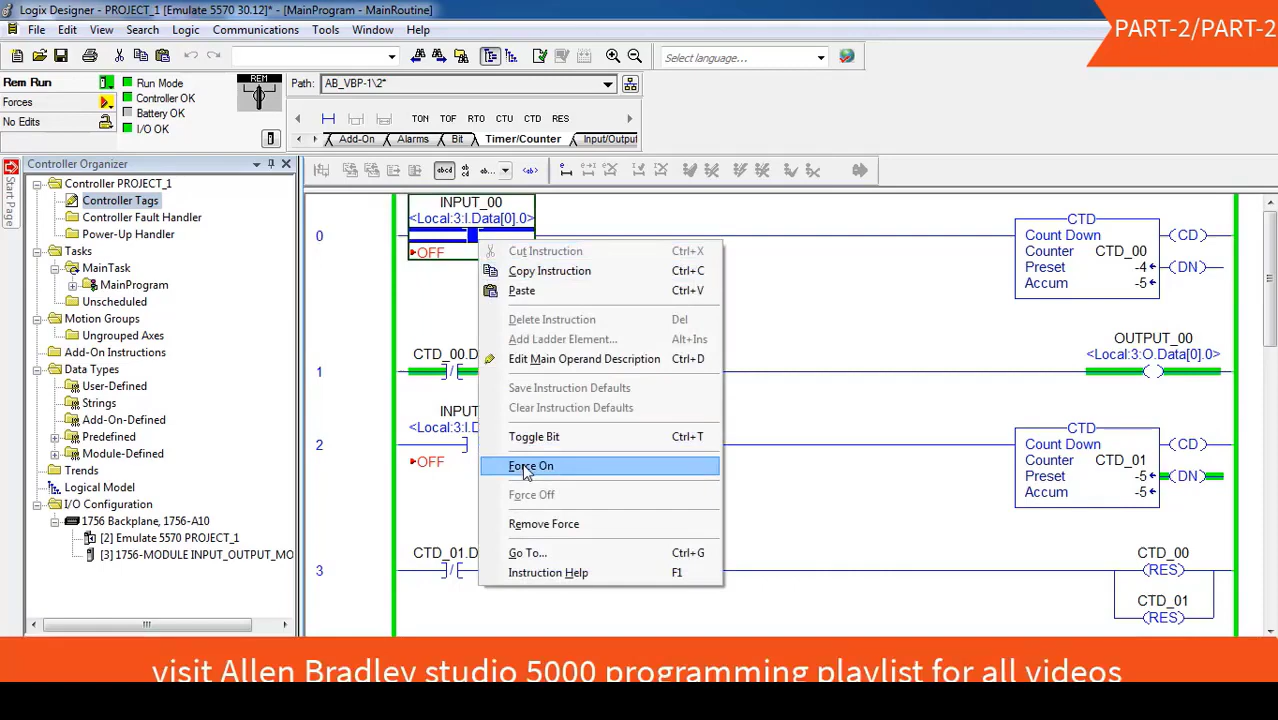 Logix Designer - PROJECT_1 [Emulate 5570 30.12]* - [MainProgram - MainRoutine]
PART-2/PART-2
File Edit View Search Logic Communications Tools Window Help
Select language...
Rem Run
Run Mode
REM
Path: AB_VBP-1\2*
Forces
Controller OK
No Edits
Battery OK
I/O OK
TON TOF RTO CTU CTD RES
Add-On Alarms Bit Timer/Counter Input/Output
Start Page
Controller Organizer
Controller PROJECT_1
Controller Tags
Controller Fault Handler
Power-Up Handler
Tasks
MainTask
MainProgram
Unscheduled
Motion Groups
Ungrouped Axes
Add-On Instructions
Data Types
User-Defined
Strings
Add-On-Defined
Predefined
Module-Defined
Trends
Logical Model
I/O Configuration
1756 Backplane, 1756-A10
[2] Emulate 5570 PROJECT_1
[3] 1756-MODULE INPUT_OUTPUT_MO
abcd ab ab...
INPUT_00
<Local:3:I.Data[0].0>
0
OFF
CTD
Count Down
Counter CTD_00
Preset -4
Accum -5
(CD)
(DN)
Cut Instruction Ctrl+X
Copy Instruction Ctrl+C
Paste Ctrl+V
Delete Instruction Del
Add Ladder Element... Alt+Ins
Edit Main Operand Description Ctrl+D
Save Instruction Defaults
Clear Instruction Defaults
Toggle Bit Ctrl+T
Force On
Force Off
Remove Force
Go To... Ctrl+G
Instruction Help F1
CTD_00.D
1
OUTPUT_00
<Local:3:O.Data[0].0>
INPUT
<Local:3:I.D
2
OFF
CTD
Count Down
Counter CTD_01
Preset -5
Accum -5
(CD)
(DN)
CTD_01.D
3
CTD_00
(RES)
CTD_01
(RES)
visit Allen Bradley studio 5000 programming playlist for all videos